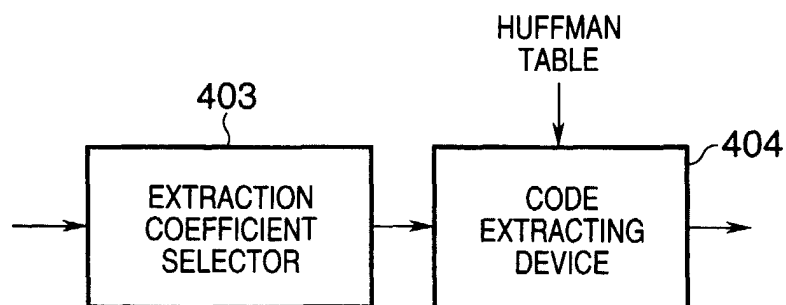 HUFFMAN
TABLE
403
404
EXTRACTION
COEFFICIENT
SELECTOR
CODE
EXTRACTING
DEVICE